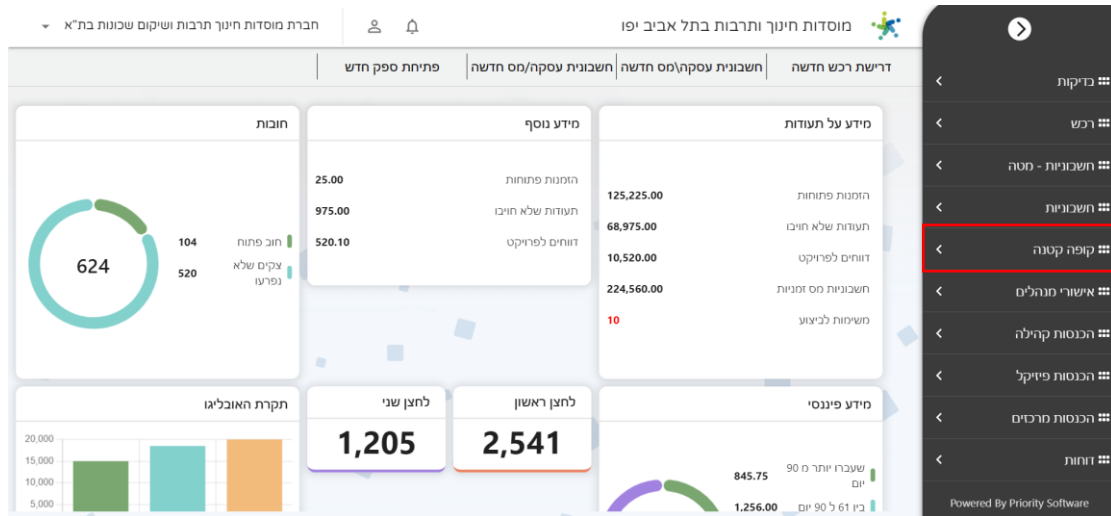 מוסדות חינוך ותרבות בתל אביב יפו
חברת מוסדות חינוך תרבות ושיקום שכונות בת"א
דרישת רכש חדשה
חשבונית עסקה\מס חדשה
חשבונית עסקה/מס חדשה
פתיחת ספק חדש
בדיקות
רכש
חשבוניות - מטה
חשבוניות
קופה קטנה
אישורי מנהלים
הכנסות קהילה
הכנסות פיזיקל
הכנסות מרכזים
דוחות
Powered By Priority Software
מידע על תעודות
הזמנות פתוחות 125,225.00
תעודות שלא חויבו 68,975.00
דווחים לפרויקט 10,520.00
חשבוניות מס זמניות 224,560.00
משימות לביצוע 10
מידע נוסף
הזמנות פתוחות 25.00
תעודות שלא חויבו 975.00
דווחים לפרויקט 520.10
חובות
חוב פתוח 104
צקים שלא
נפרעו
520
624
מידע פיננסי
שעברו יותר מ 90
יום
845.75
בין 61 ל 90 יום 1,256.00
לחצן ראשון
2,541
לחצן שני
1,205
תקרת האובליגו
20,000
15,000
10,000
5,000